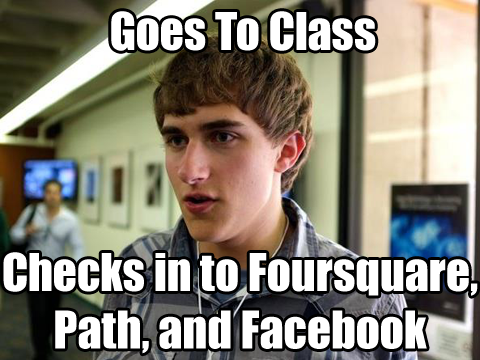 Goes To Class
Checks in to Foursquare,
Path, and Facebook